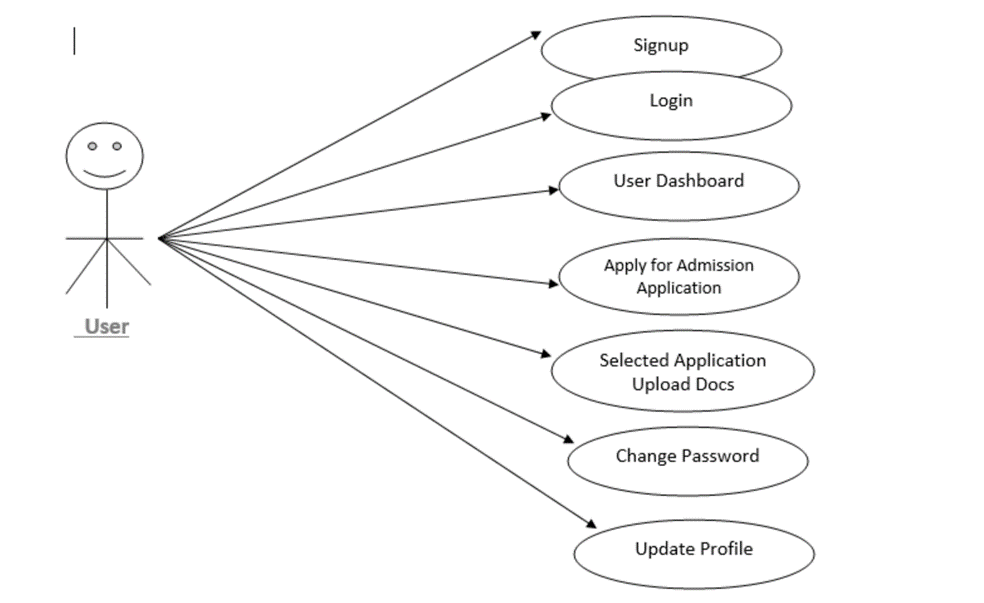 Signup
Login
User Dashboard
Apply for Admission
Application
Selected Application
Upload Docs
Change Password
Update Profile
User